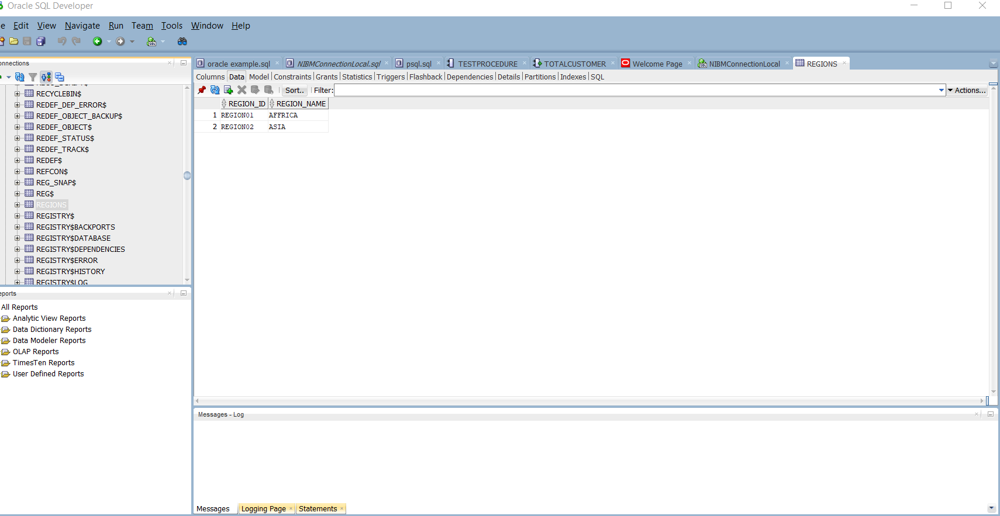 Oracle SQL Developer
e Edit View Navigate Run Team Tools Window Help
onnections
RECYCLEBIN$
REDEF_DEP_ERROR$
REDEF_OBJECT_BACKUP$
REDEF_OBJECT$
REDEF_STATUS$
REDEF_TRACK$
REDEF$
REFCON$
REG_SNAP$
REG$
REGIONS
REGISTRY$
REGISTRY$BACKPORTS
REGISTRY$DATABASE
REGISTRY$DEPENDENCIES
REGISTRY$ERROR
REGISTRY$HISTORY
REGISTRY$LOG
eports
All Reports
Analytic View Reports
Data Dictionary Reports
Data Modeler Reports
OLAP Reports
TimesTen Reports
User Defined Reports
oracle example.sql NIBMConnectionLocal.sql psql.sql TESTPROCEDURE TOTALCUSTOMER Welcome Page NIBMConnectionLocal REGIONS
Columns Data Model Constraints Grants Statistics Triggers Flashback Dependencies Details Partitions Indexes SQL
Sort.. Filter: Actions...
REGION_ID REGION_NAME
1 REGION01 AFFRICA
2 REGION02 ASIA
Messages - Log
Messages Logging Page Statements